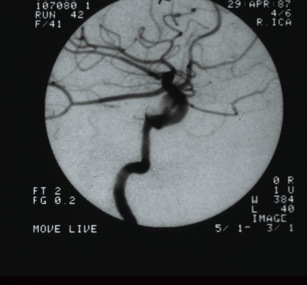 107080 1
RUN 42
F/41
29-APR-87
4/6
R.ICA
FT 2
FG 0.2
MOVE LIVE
0 R
1 U
W 384
L 40
IMAGE
5/ 1- 3/ 1